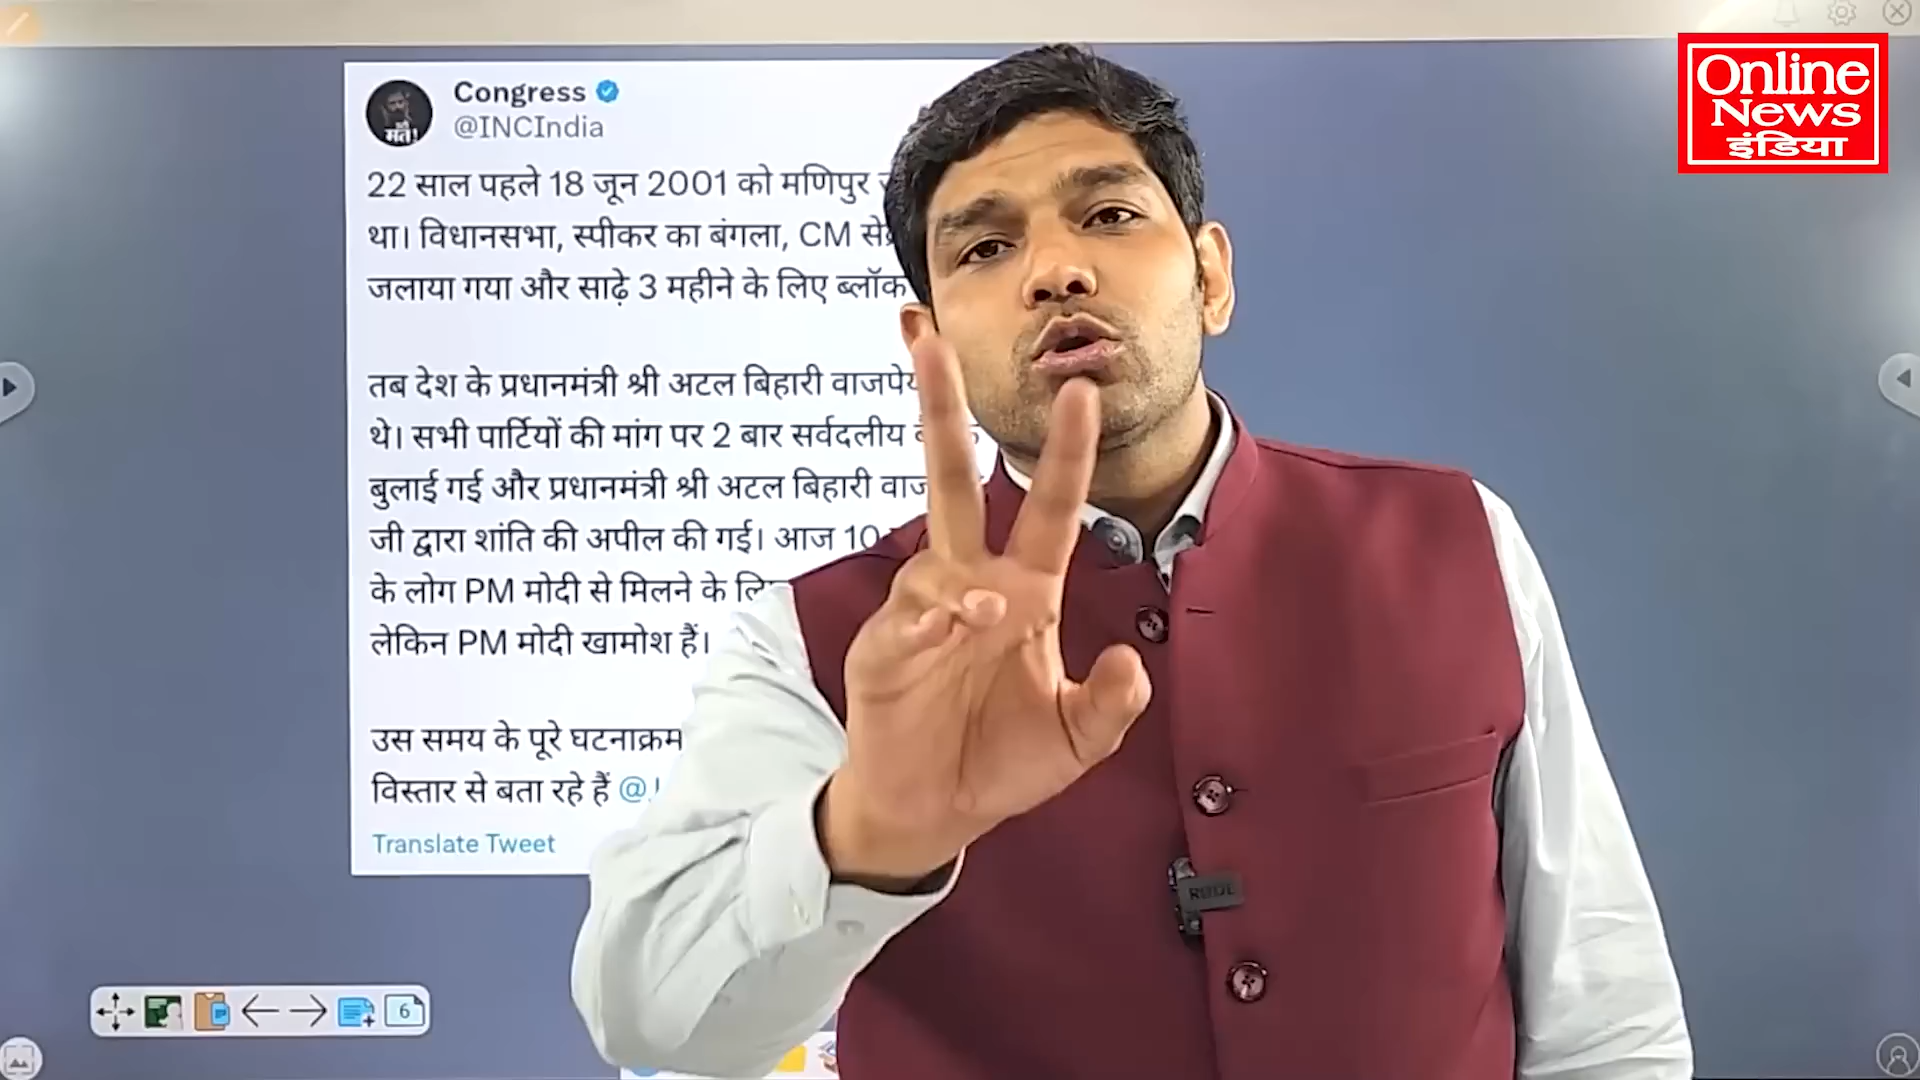 Congress
@INCIndia
22 साल पहले 18 जून 2001 को मणिपुर
था। विधानसभा, स्पीकर का बंगला, CM
जलाया गया और साढ़े 3 महीने के लिए ब्लॉक
तब देश के प्रधानमंत्री श्री अटल बिहारी
थे। सभी पार्टियों की मांग पर 2 बार सर्वदलीय
बुलाई गई और प्रधानमंत्री श्री अटल बिहारी
जी द्वारा शांति की अपील की गई। आज 10
के लोग PM मोदी से मिलने के
लेकिन PM मोदी खामोश हैं।
उस समय के पूरे घटनाक्रम
विस्तार से बता रहे हैं
Translate Tweet
Online
News
इंडिया
RODE
6